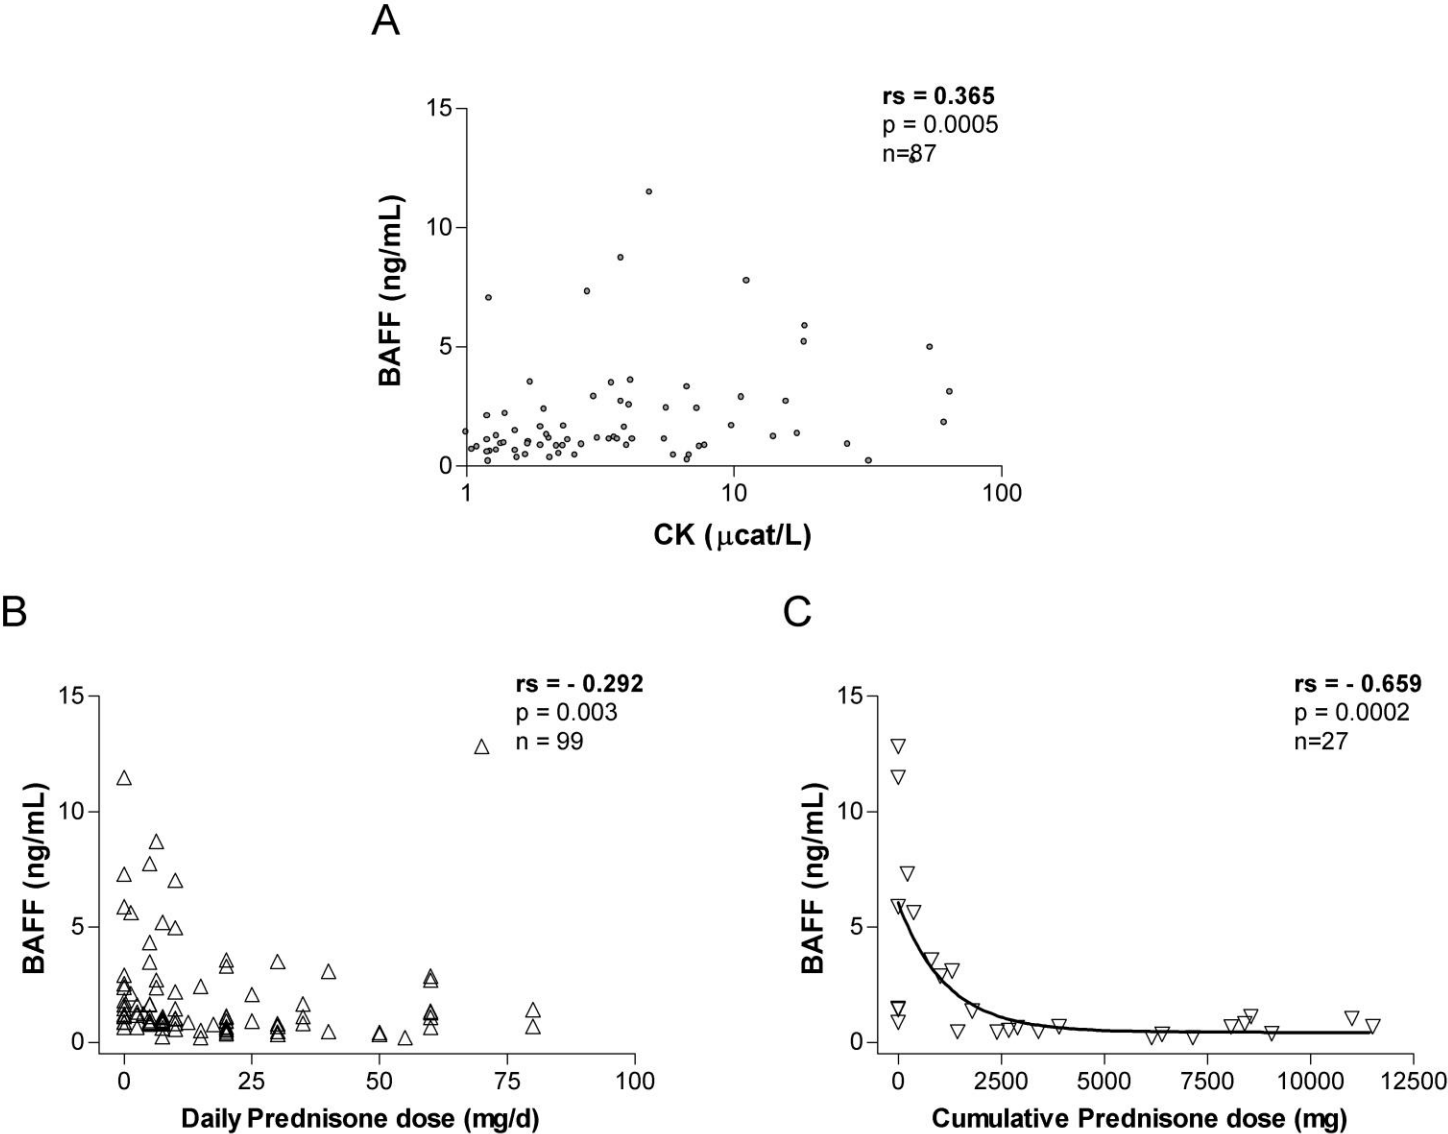 A
rs = 0.365
p = 0.0005
n=87
15
10
5
0
BAFF (ng/mL)
1 10 100
CK (μcat/L)
B
rs = - 0.292
p = 0.003
n = 99
15
10
5
0
BAFF (ng/mL)
0 25 50 75 100
Daily Prednisone dose (mg/d)
C
rs = - 0.659
p = 0.0002
n=27
15
10
5
0
BAFF (ng/mL)
0 2500 5000 7500 10000 12500
Cumulative Prednisone dose (mg)